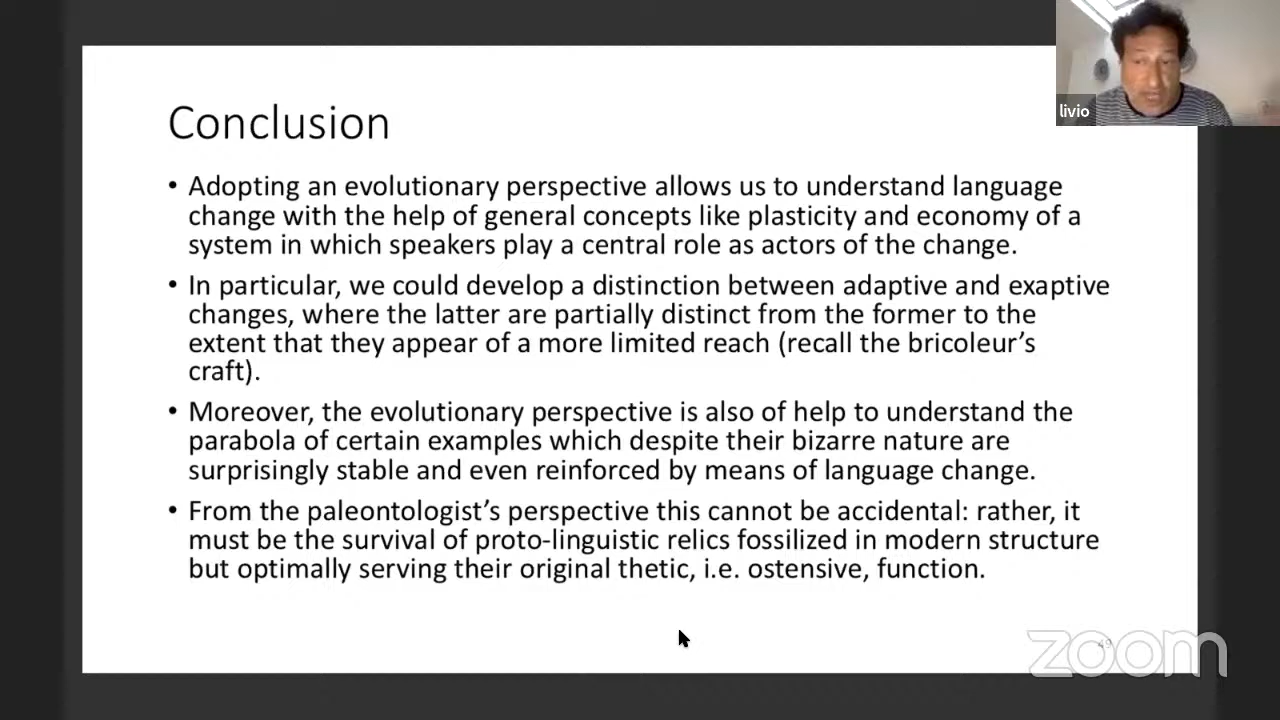 livio
Conclusion
• Adopting an evolutionary perspective allows us to understand language
change with the help of general concepts like plasticity and economy of a
system in which speakers play a central role as actors of the change.
• In particular, we could develop a distinction between adaptive and exaptive
changes, where the latter are partially distinct from the former to the
extent that they appear of a more limited reach (recall the bricoleur’s
craft).
• Moreover, the evolutionary perspective is also of help to understand the
parabola of certain examples which despite their bizarre nature are
surprisingly stable and even reinforced by means of language change.
• From the paleontologist’s perspective this cannot be accidental: rather, it
must be the survival of proto-linguistic relics fossilized in modern structure
but optimally serving their original thetic, i.e. ostensive, function.
49
zoom